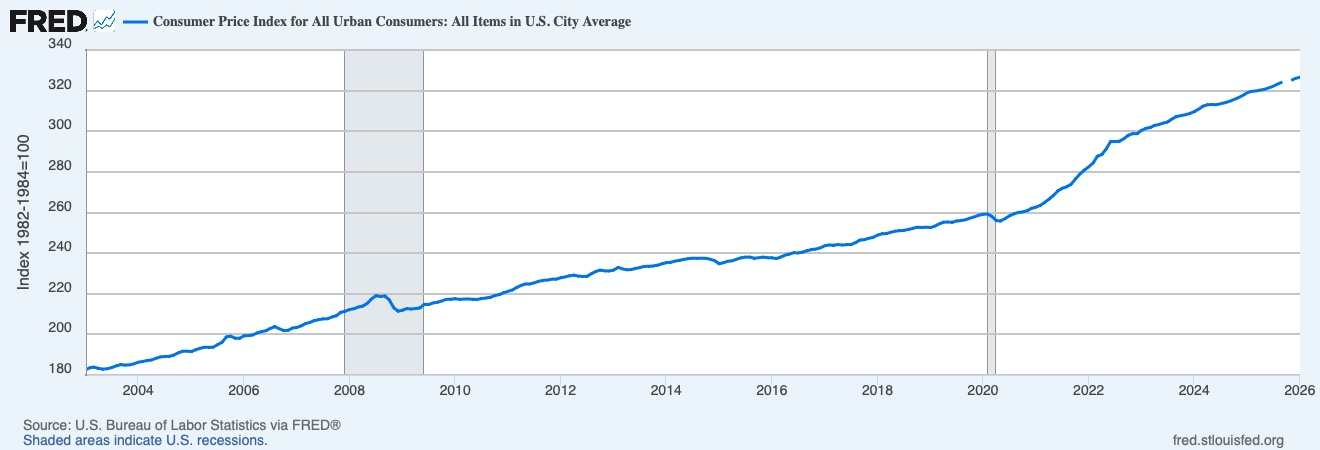 FRED
Consumer Price Index for All Urban Consumers: All Items in U.S. City Average
340
320
300
280
260
240
220
200
180
Index 1982-1984=100
2004 2006 2008 2010 2012 2014 2016 2018 2020 2022 2024 2026
Source: U.S. Bureau of Labor Statistics via FRED®
Shaded areas indicate U.S. recessions.
fred.stlouisfed.org